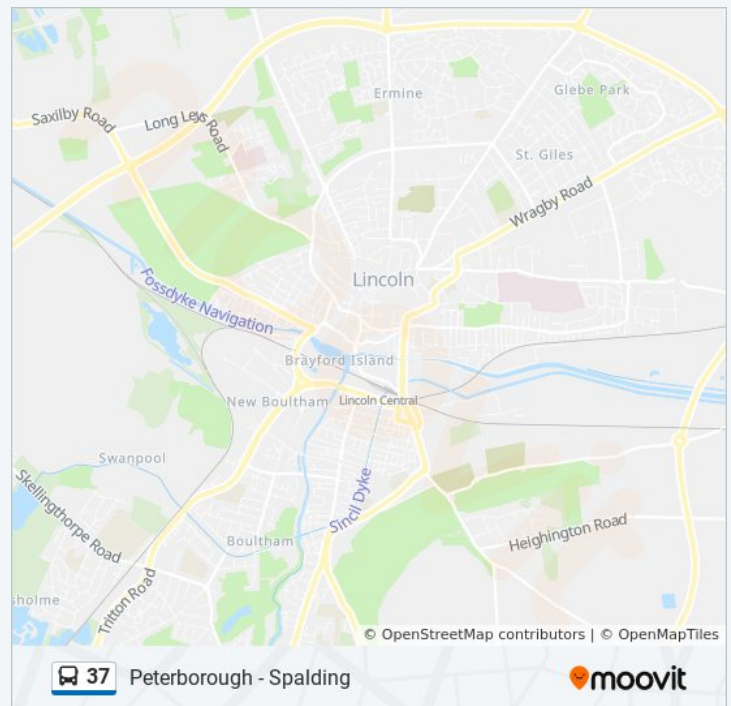 Ermine
Glebe Park
Saxilby Road
Long Leys Road
St. Giles
Wragby Road
Lincoln
Fossdyke Navigation
Brayford Island
New Boultham
Lincoln Central
Swanpool
Skellingthorpe Road
Sincil Dyke
Boultham
Heighington Road
sholme
Tritton Road
© OpenStreetMap contributors | © OpenMapTiles
37 Peterborough - Spalding
moovit